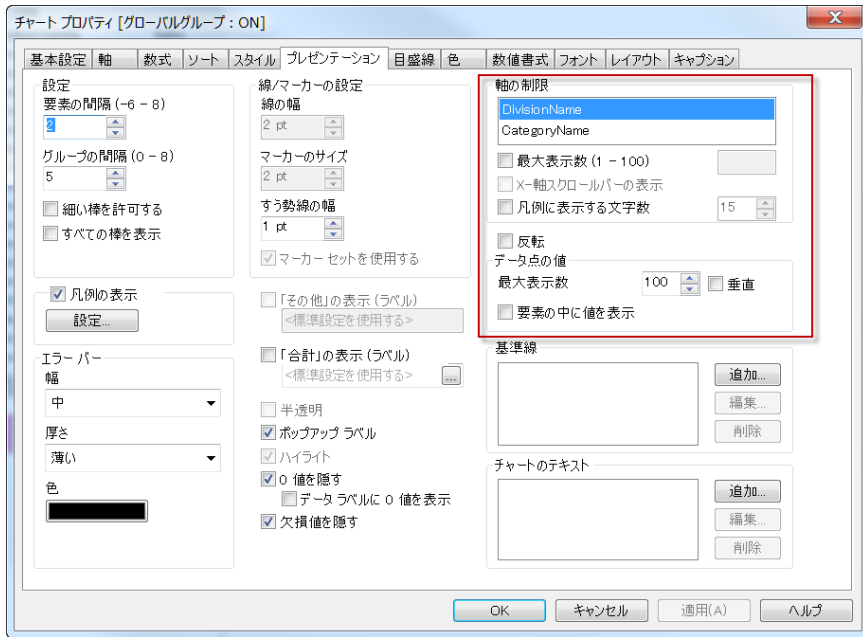 チャート プロパティ [グローバルグループ : ON]
基本設定 軸 数式 ソート スタイル プレゼンテーション 目盛線 色 数値書式 フォント レイアウト キャプション
設定
要素の間隔 (-6 - 8)
2
グループの間隔 (0 - 8)
5
細い棒を許可する
すべての棒を表示
凡例の表示
設定...
エラー バー
幅
中
厚さ
薄い
色
線/マーカーの設定
線の幅
2 pt
マーカーのサイズ
2 pt
すう勢線の幅
1 pt
マーカー セットを使用する
「その他」の表示 (ラベル)
<標準設定を使用する>
「合計」の表示 (ラベル)
<標準設定を使用する>
...
半透明
ポップアップ ラベル
ハイライト
0 値を隠す
データ ラベルに 0 値を表示
欠損値を隠す
軸の制限
DivisionName
CategoryName
最大表示数 (1 - 100)
X-軸スクロールバーの表示
凡例に表示する文字数 15
反転
データ点の値
最大表示数 100 垂直
要素の中に値を表示
基準線
追加...
編集...
削除
チャートのテキスト
追加...
編集...
削除
OK キャンセル 適用(A) ヘルプ